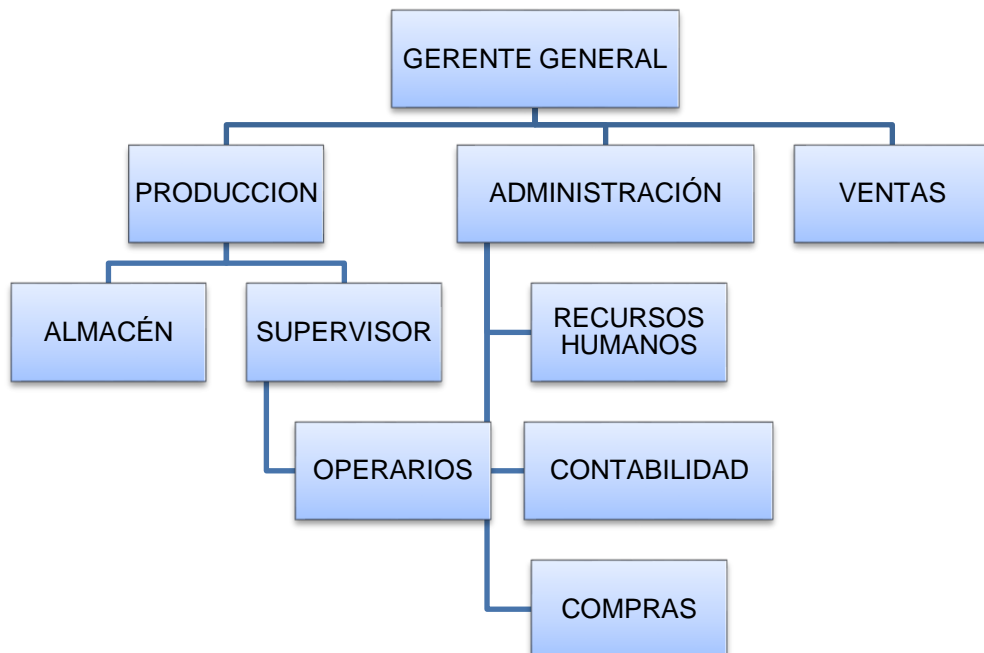 GERENTE GENERAL
PRODUCCION
ADMINISTRACIÓN
VENTAS
ALMACÉN
SUPERVISOR
RECURSOS
HUMANOS
OPERARIOS
CONTABILIDAD
COMPRAS